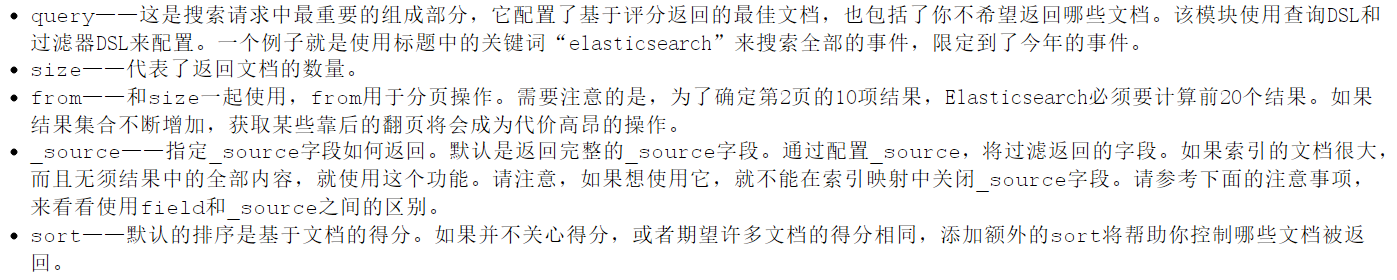 • query——这是搜索请求中最重要的组成部分，它配置了基于评分返回的最佳文档，也包括了你不希望返回哪些文档。该模块使用查询DSL和
过滤器DSL来配置。一个例子就是使用标题中的关键词“elasticsearch”来搜索全部的事件，限定到了今年的事件。
• size——代表了返回文档的数量。
• from——和size一起使用，from用于分页操作。需要注意的是，为了确定第2页的10项结果，Elasticsearch必须要计算前20个结果。如果
结果集合不断增加，获取某些靠后的翻页将会成为代价高昂的操作。
• _source——指定_source字段如何返回。默认是返回完整的_source字段。通过配置_source，将过滤返回的字段。如果索引的文档很大，
而且无须结果中的全部内容，就使用这个功能。请注意，如果想使用它，就不能在索引映射中关闭_source字段。请参考下面的注意事项，
来看看使用field和_source之间的区别。
• sort——默认的排序是基于文档的得分。如果并不关心得分，或者期望许多文档的得分相同，添加额外的sort将帮助你控制哪些文档被返
回。